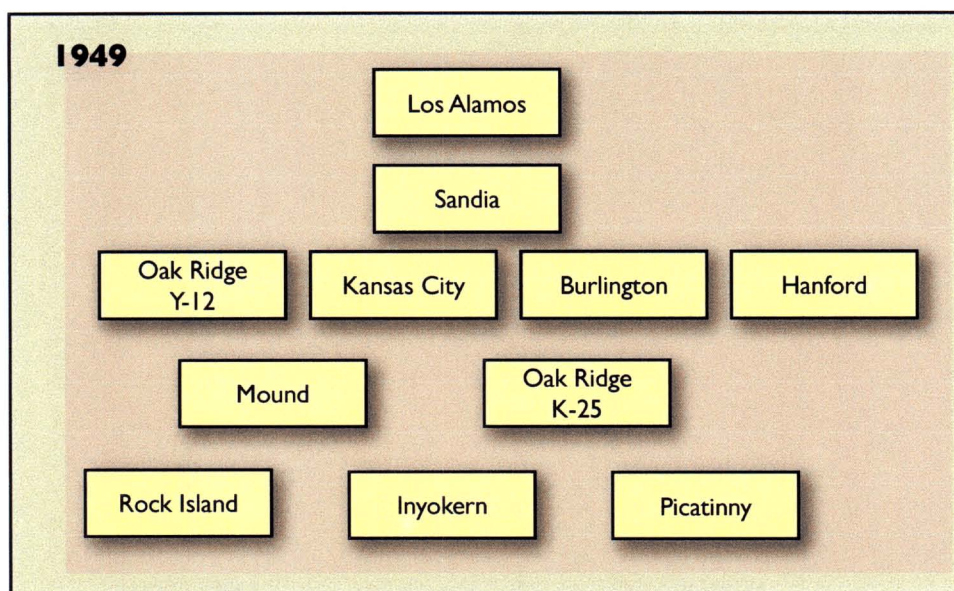 1949
Los Alamos
Sandia
Oak Ridge
Y-12
Kansas City
Burlington
Hanford
Mound
Oak Ridge
K-25
Rock Island
Inyokern
Picatinny